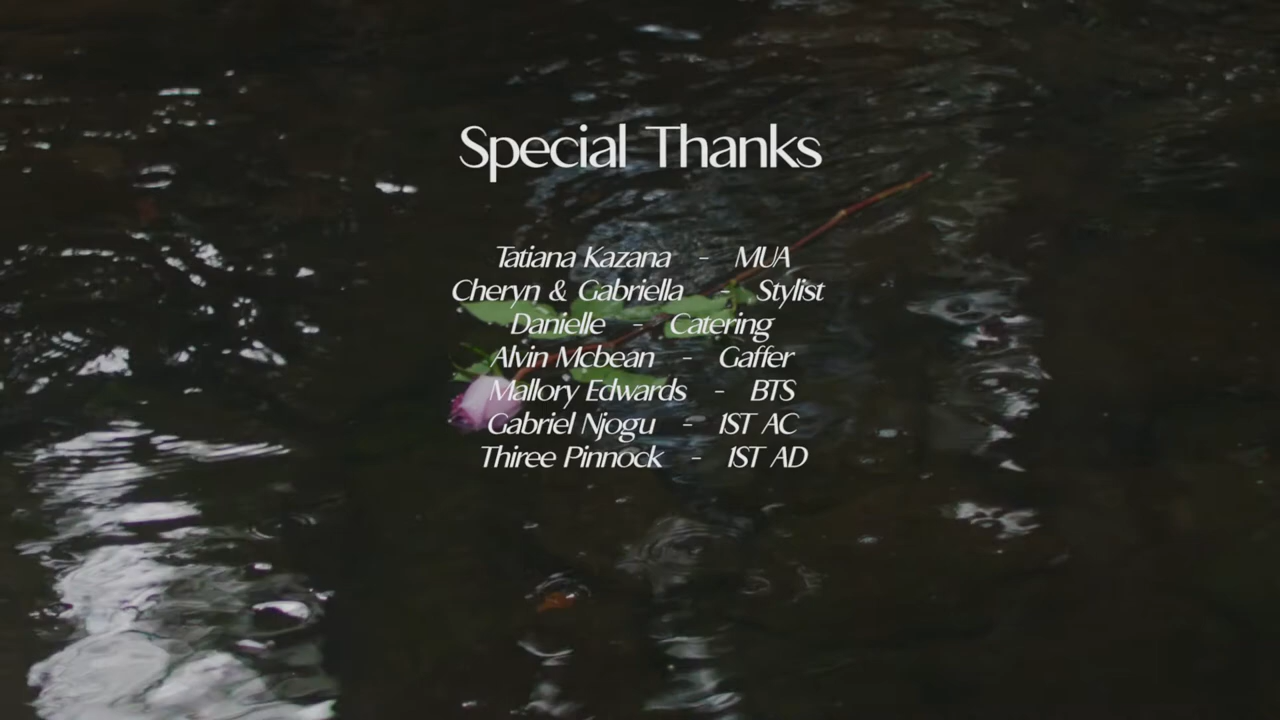 Special Thanks
Tatiana Kazana - MUA
Cheryn & Gabriella - Stylist
Danielle - Catering
Alvin Mcbean - Gaffer
Mallory Edwards - BTS
Gabriel Njogu - 1ST AC
Thiree Pinnock - 1ST AD